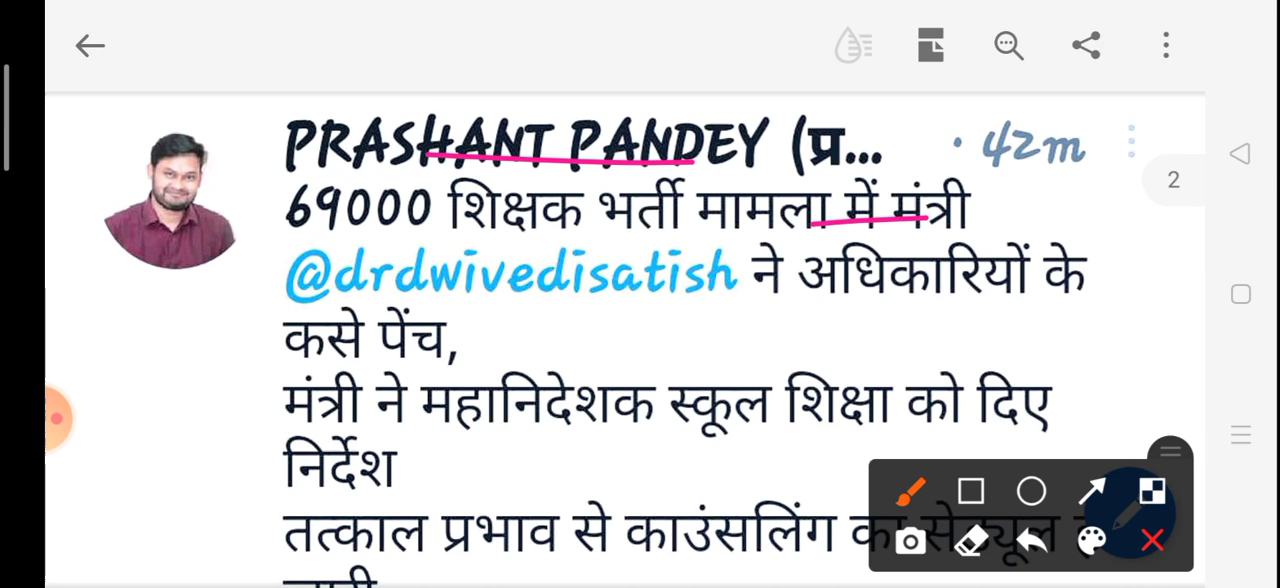 PRASHANT PANDEY (प्र... · 42m
2
69000 शिक्षक भर्ती मामला में मंत्री
@drdwivedisatish ने अधिकारियों के
कसे पेंच,
मंत्री ने महानिदेशक स्कूल शिक्षा को दिए
निर्देश
तत्काल प्रभाव से काउंसलिंग का सेड्यूल